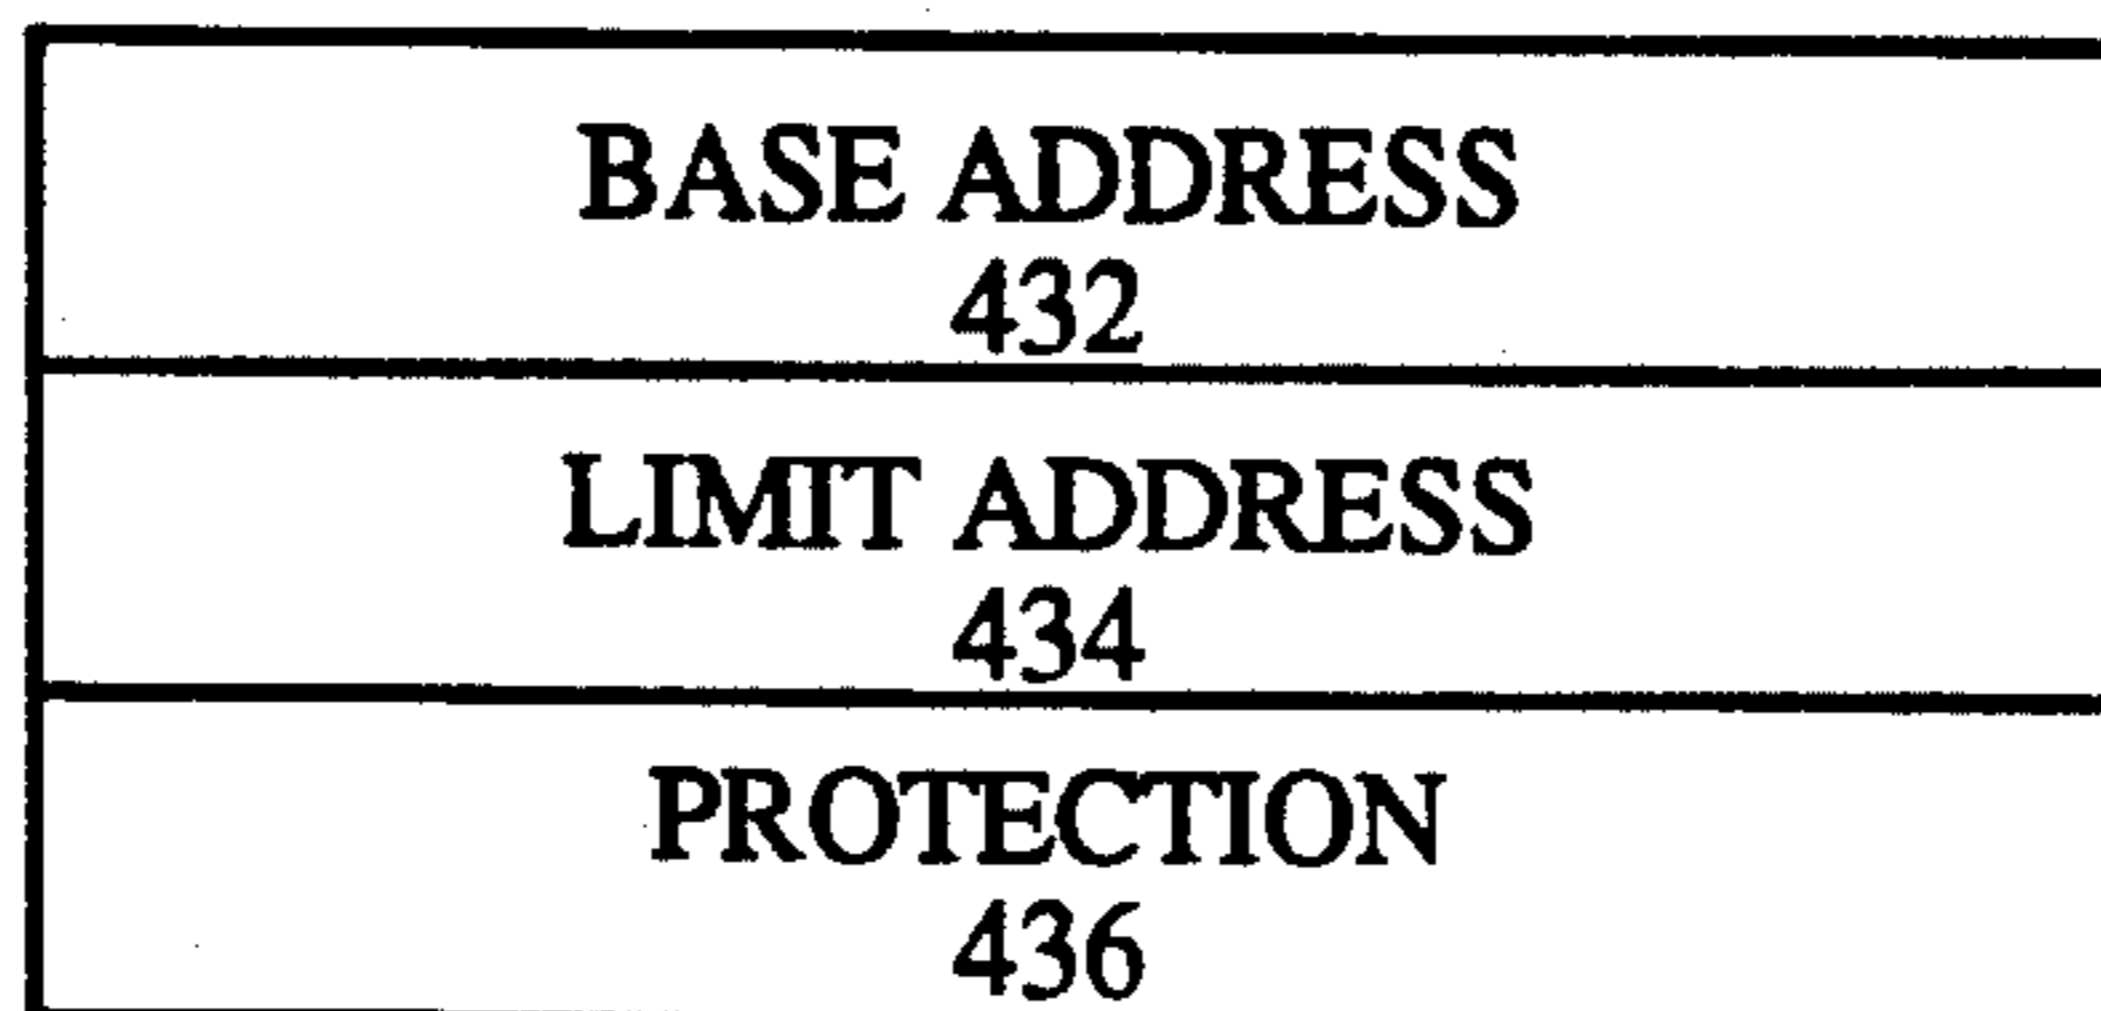 BASE ADDRESS
432
LIMIT ADDRESS
434
PROTECTION
436